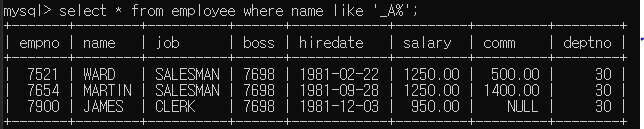 mysql> select * from employee where name like '_A%';
+-------+--------+----------+------+------------+---------+---------+--------+
| empno | name | job | boss | hiredate | salary | comm | deptno |
+-------+--------+----------+------+------------+---------+---------+--------+
| 7521 | WARD | SALESMAN | 7698 | 1981-02-22 | 1250.00 | 500.00 | 30 |
| 7654 | MARTIN | SALESMAN | 7698 | 1981-09-28 | 1250.00 | 1400.00 | 30 |
| 7900 | JAMES | CLERK | 7698 | 1981-12-03 | 950.00 | NULL | 30 |
+-------+--------+----------+------+------------+---------+---------+--------+